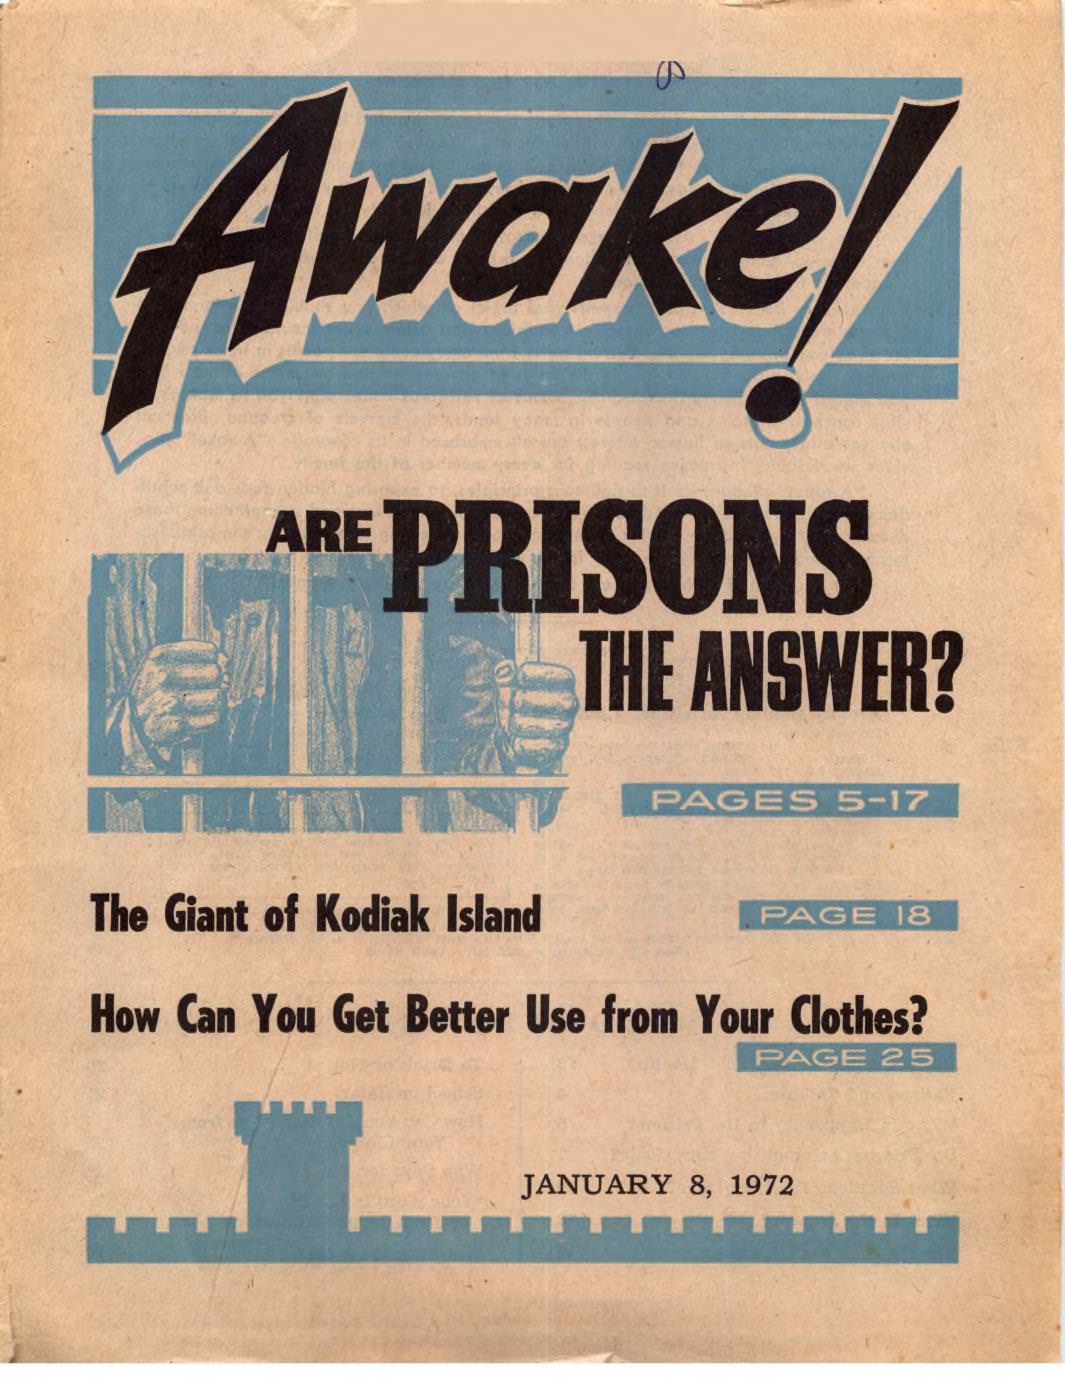 Awake!
ARE PRISONS
THE ANSWER?
PAGES 5-17
The Giant of Kodiak Island
PAGE 18
How Can You Get Better Use from Your Clothes?
PAGE 25
JANUARY 8, 1972